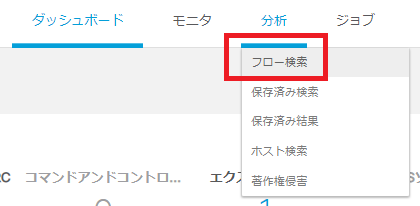 ダッシュボード モニタ 分析 ジョブ
フロー検索
保存済み検索
保存済み結果
ホスト検索
著作権侵害
コマンドアンドコントロ... エクス